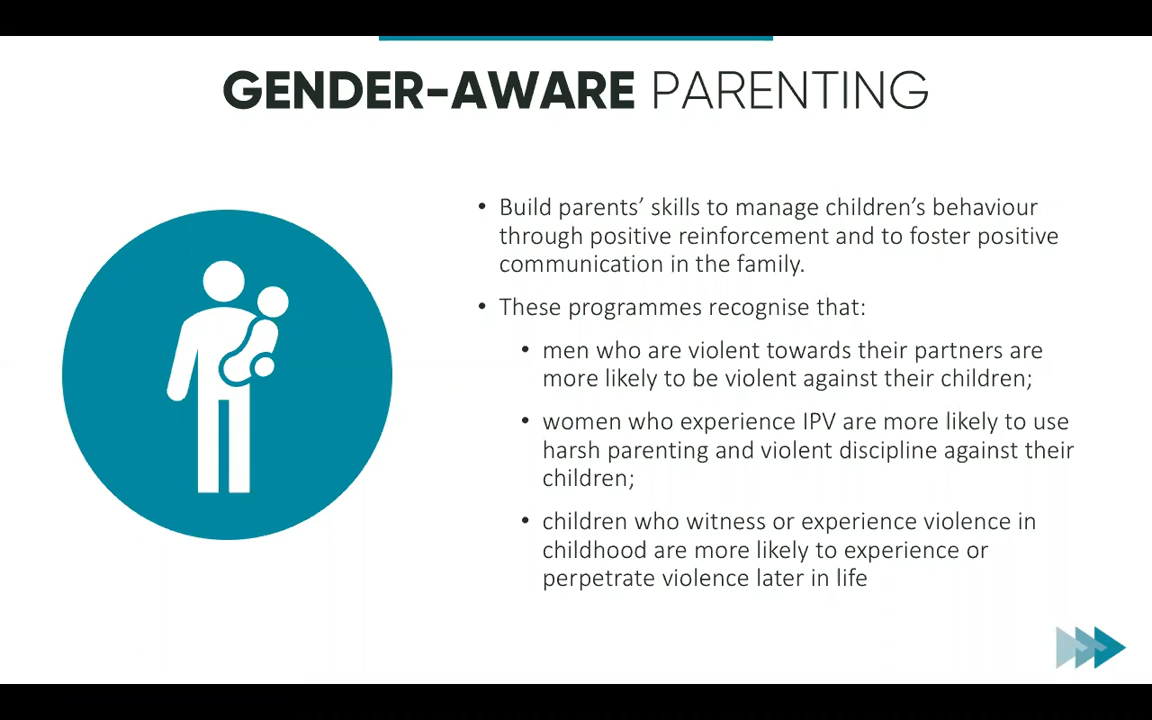 GENDER-AWARE PARENTING
• Build parents’ skills to manage children’s behaviour
through positive reinforcement and to foster positive
communication in the family.
• These programmes recognise that:
• men who are violent towards their partners are
more likely to be violent against their children;
• women who experience IPV are more likely to use
harsh parenting and violent discipline against their
children;
• children who witness or experience violence in
childhood are more likely to experience or
perpetrate violence later in life